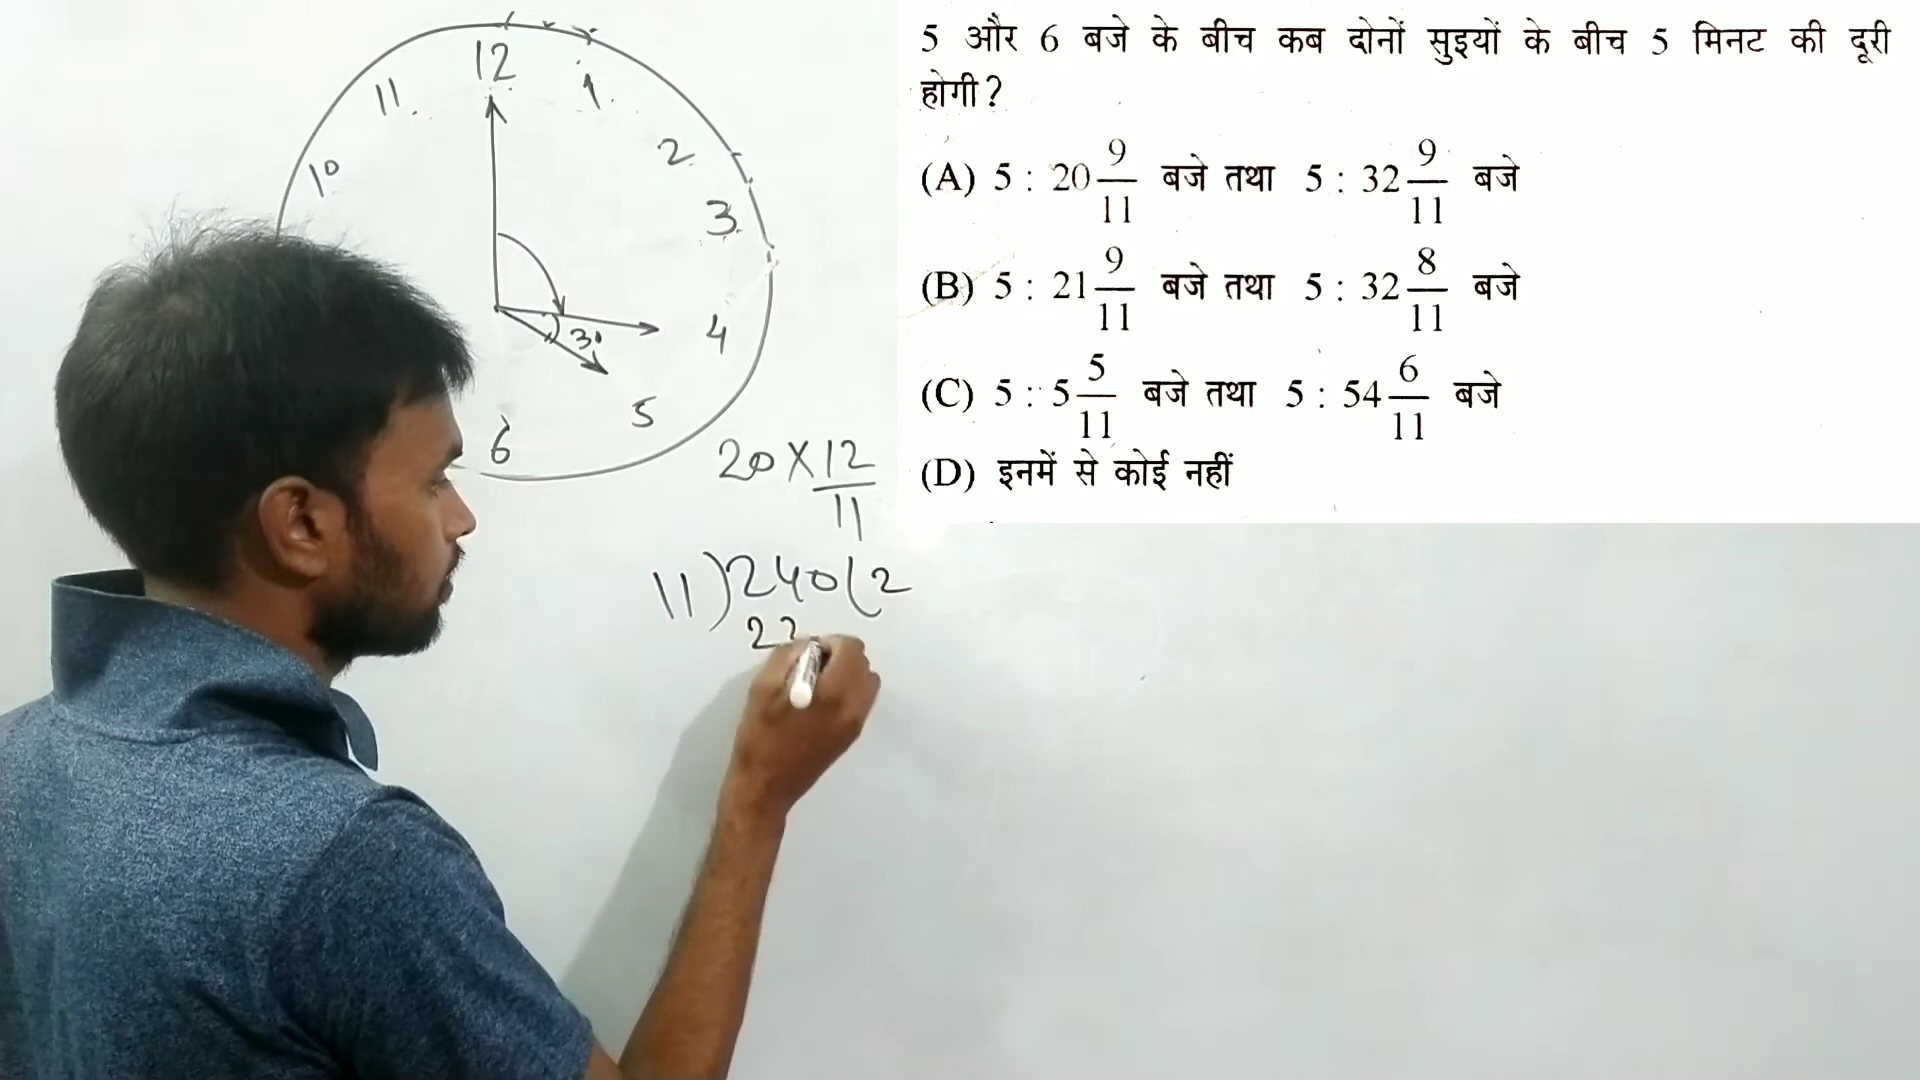 12
11
1
10
2
3
4
30
5
6
20 × 12/11
11)240(2
22
5 और 6 बजे के बीच कब दोनों सुइयों के बीच 5 मिनट की दूरी
होगी?
(A) 5 : 20 9/11 बजे तथा 5 : 32 9/11 बजे
(B) 5 : 21 9/11 बजे तथा 5 : 32 8/11 बजे
(C) 5 : 5 5/11 बजे तथा 5 : 54 6/11 बजे
(D) इनमें से कोई नहीं